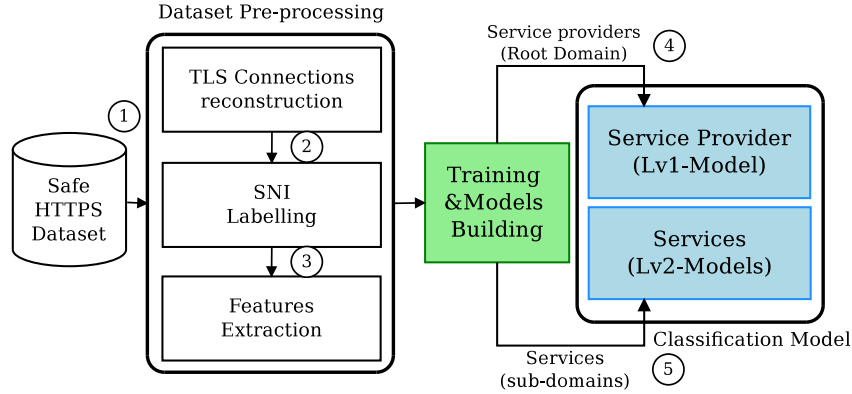 Dataset Pre-processing
1
TLS Connections
reconstruction
2
Safe
HTTPS
Dataset
SNI
Labelling
3
Features
Extraction
Training
&Models
Building
Service providers
(Root Domain)
4
Service Provider
(Lv1-Model)
Services
(Lv2-Models)
Classification Model
Services
(sub-domains)
5